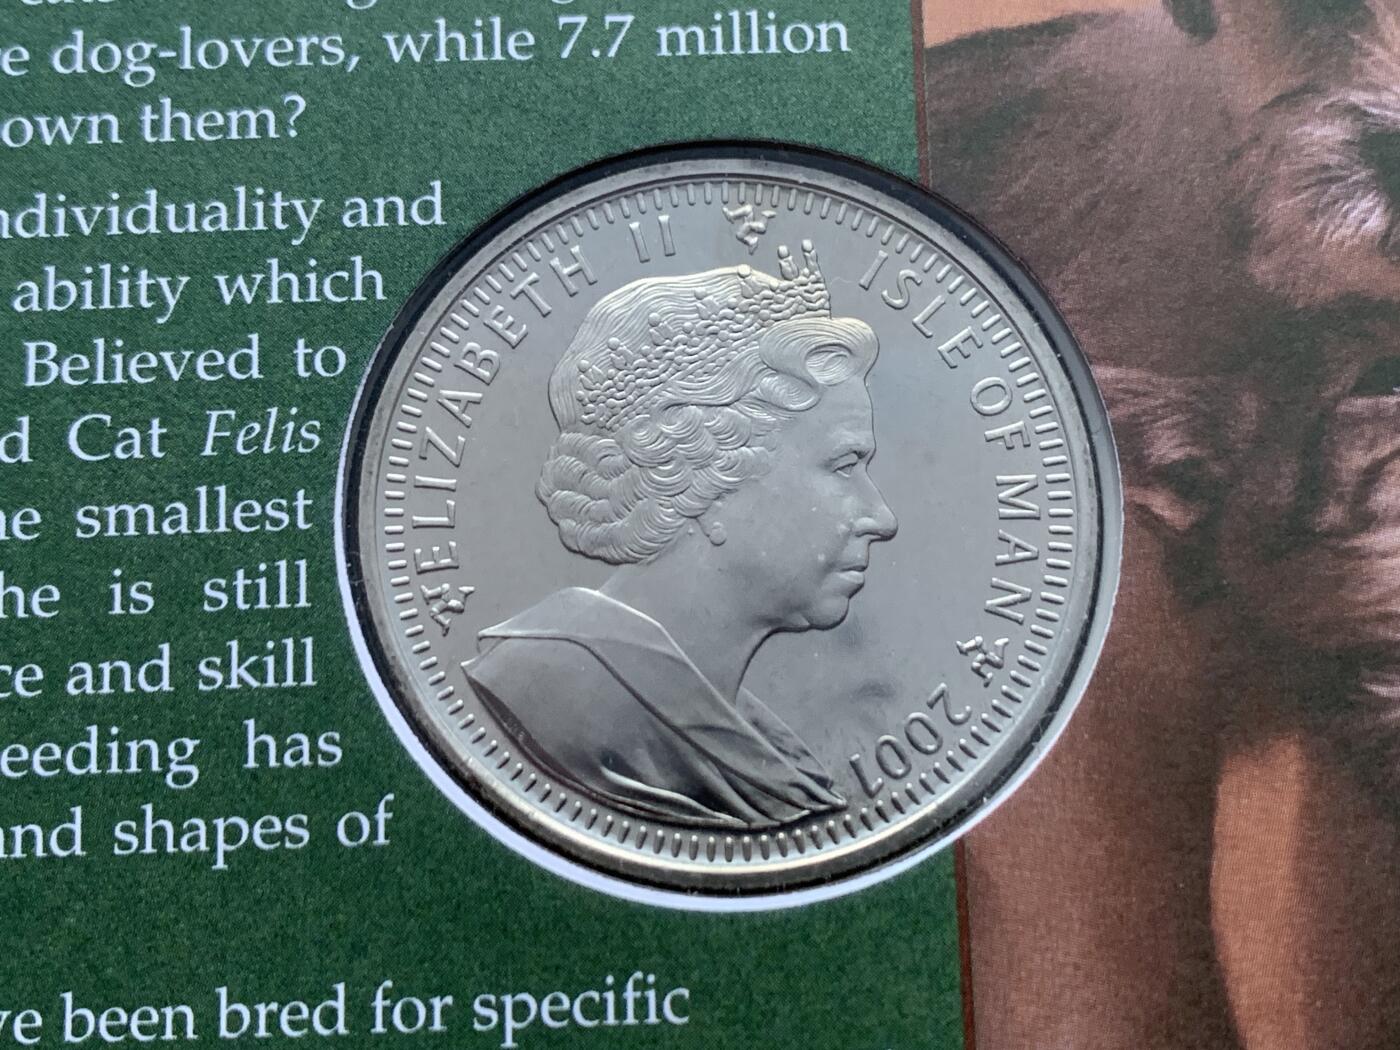 e dog-lovers, while 7.7 million
own them?
ndividuality and
ability which
Believed to
d Cat Felis
he smallest
he is still
ce and skill
eeding has
and shapes of
ve been bred for specific
ELIZABETH II ISLE OF MAN 2007